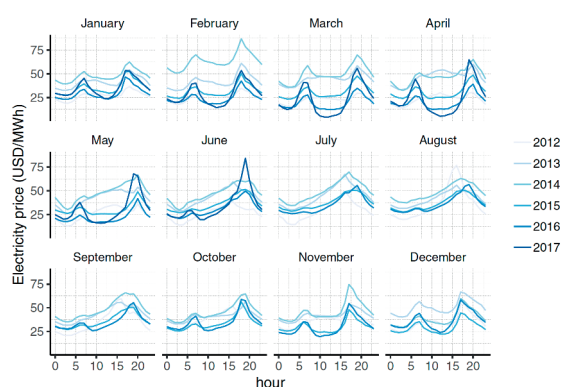 January February March April
75
50
25
May June July August
75
50
25
September October November December
75
50
25
0 5 10 15 20 0 5 10 15 20 0 5 10 15 20 0 5 10 15 20
hour
Electricity price (USD/MWh)
2012
2013
2014
2015
2016
2017